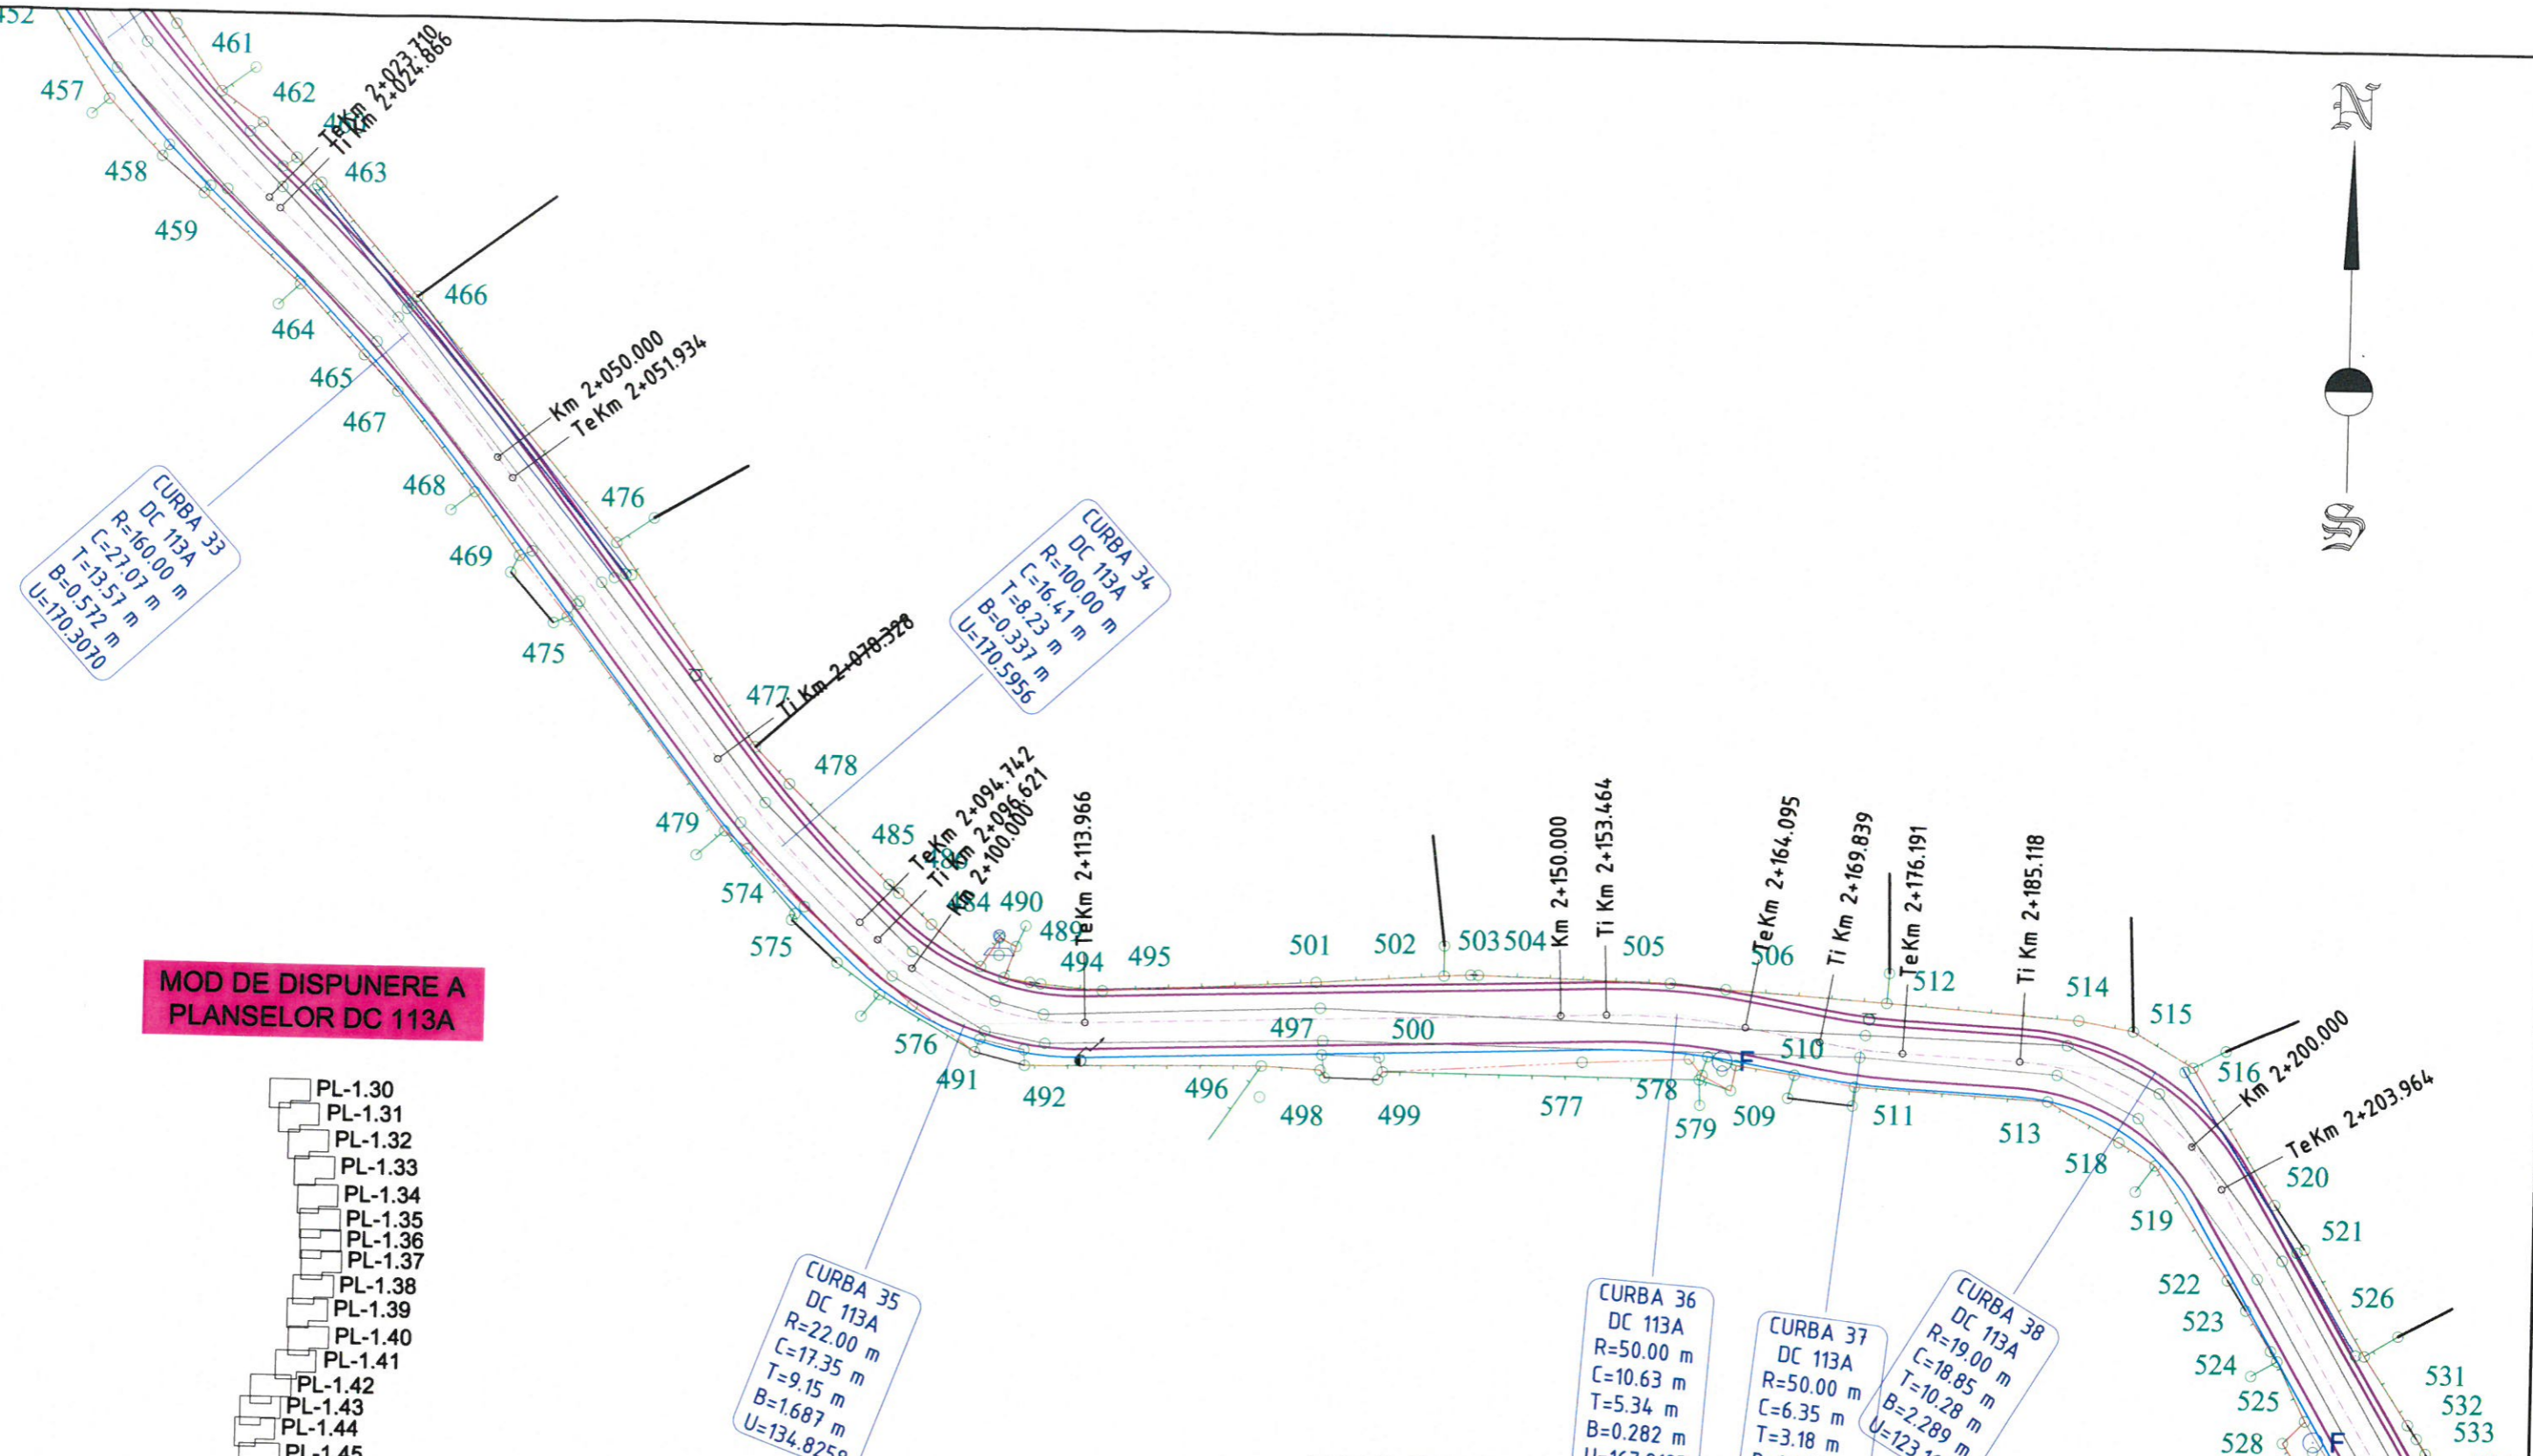 452
461
457
462
TeKm 2+023.710
Ti Km 2+024.866
458
463
459
466
464
465
467
Km 2+050.000
TeKm 2+051.934
468
476
469
475
CURBA 33
DC 113A
R=160.00 m
C=27.07 m
T=13.57 m
B=0.572 m
U=170.3070
CURBA 34
DC 113A
R=100.00 m
C=16.41 m
T=8.23 m
B=0.337 m
U=170.5956
N
S
477
Ti Km 2+078.328
478
479
485
TeKm 2+094.742
Ti Km 2+096.621
Km 2+100.000
574
575
484
490
489
TeKm 2+113.966
494
495
501
502
503
504
Km 2+150.000
Ti Km 2+153.464
505
TeKm 2+164.095
506
Ti Km 2+169.839
TeKm 2+176.191
512
Ti Km 2+185.118
514
515
516
Km 2+200.000
TeKm 2+203.964
576
491
492
497
500
496
498
499
577
578
579
F
510
509
511
513
518
519
520
521
522
523
524
525
526
528
531
532
533
F
MOD DE DISPUNERE A
PLANSELOR DC 113A
PL-1.30
PL-1.31
PL-1.32
PL-1.33
PL-1.34
PL-1.35
PL-1.36
PL-1.37
PL-1.38
PL-1.39
PL-1.40
PL-1.41
PL-1.42
PL-1.43
PL-1.44
PL-1.45
CURBA 35
DC 113A
R=22.00 m
C=17.35 m
T=9.15 m
B=1.687 m
U=134.8258
CURBA 36
DC 113A
R=50.00 m
C=10.63 m
T=5.34 m
B=0.282 m
CURBA 37
DC 113A
R=50.00 m
C=6.35 m
T=3.18 m
CURBA 38
DC 113A
R=19.00 m
C=18.85 m
T=10.28 m
B=2.289 m